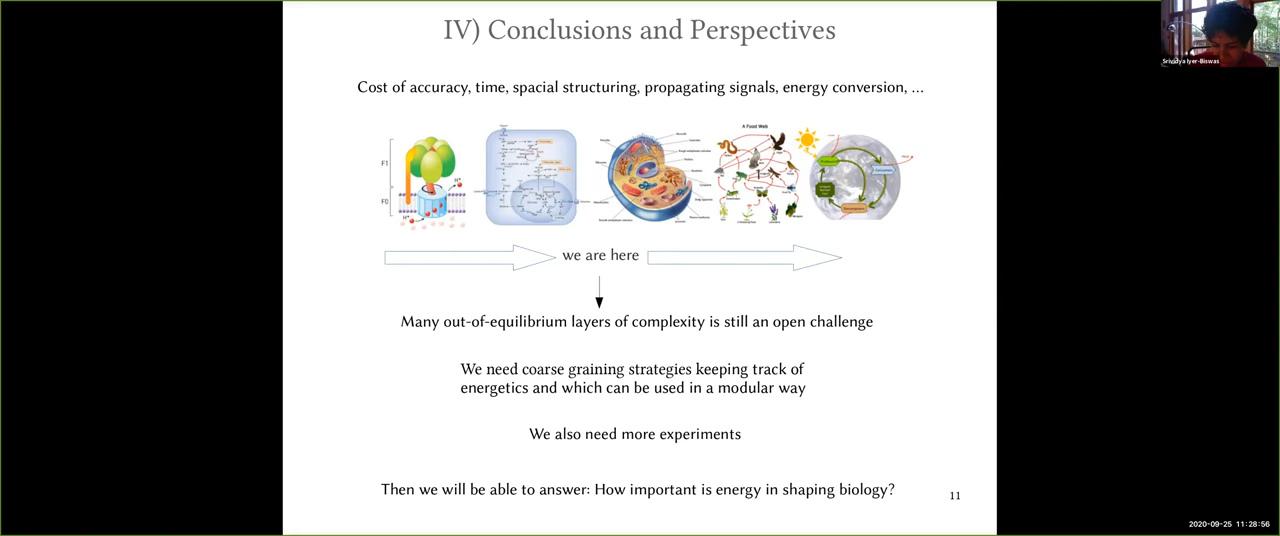 IV) Conclusions and Perspectives
Srividya Iyer-Biswas
Cost of accuracy, time, spacial structuring, propagating signals, energy conversion, ...
A Food Web
F1
F0
H+
H+
we are here
Many out-of-equilibrium layers of complexity is still an open challenge
We need coarse graining strategies keeping track of
energetics and which can be used in a modular way
We also need more experiments
Then we will be able to answer: How important is energy in shaping biology?
11
2020-09-25 11:28:56